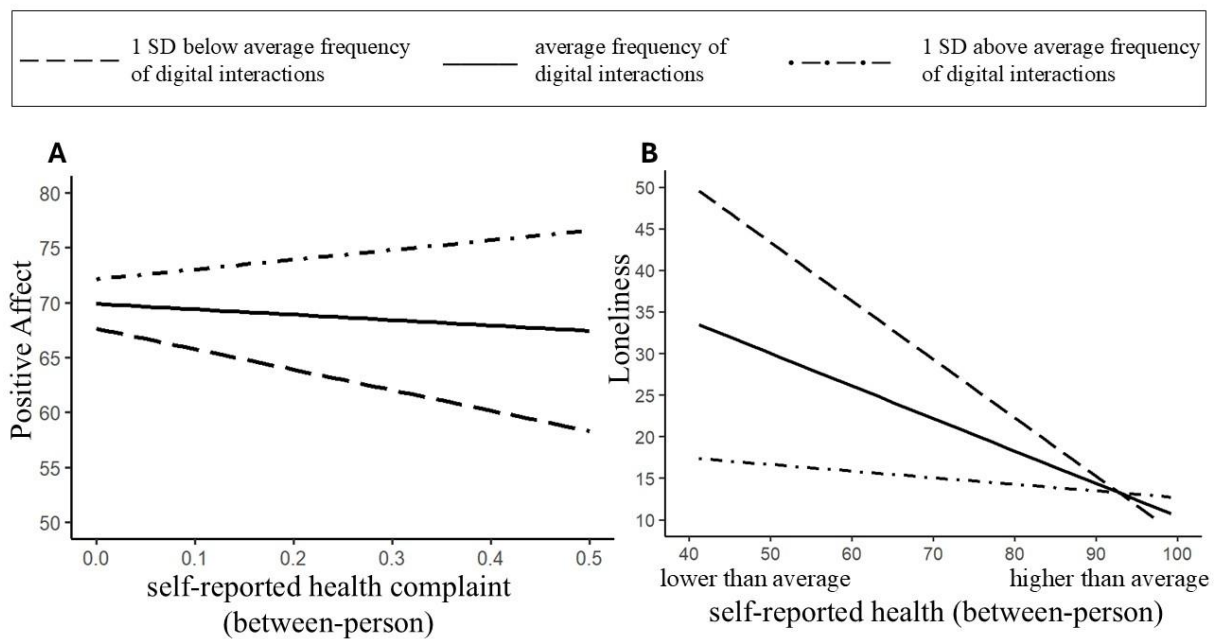 1 SD below average frequency
of digital interactions
average frequency of
digital interactions
1 SD above average frequency
of digital interactions
A
80
75
70
65
60
55
50
Positive Affect
0.0 0.1 0.2 0.3 0.4 0.5
self-reported health complaint
(between-person)
B
50
45
40
35
30
25
20
15
10
Loneliness
40 50 60 70 80 90 100
lower than average higher than average
self-reported health (between-person)